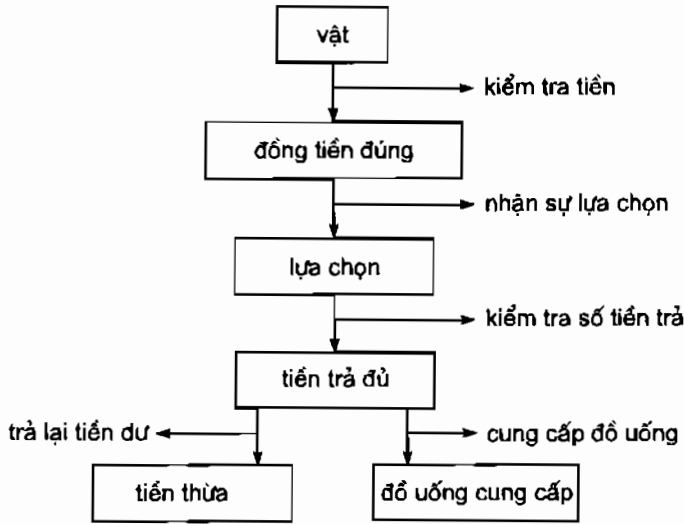 vật
kiểm tra tiền
đồng tiền đúng
nhận sự lựa chọn
lựa chọn
kiểm tra số tiền trả
tiền trả đủ
trả lại tiền dư
cung cấp đồ uống
tiền thừa
đồ uống cung cấp